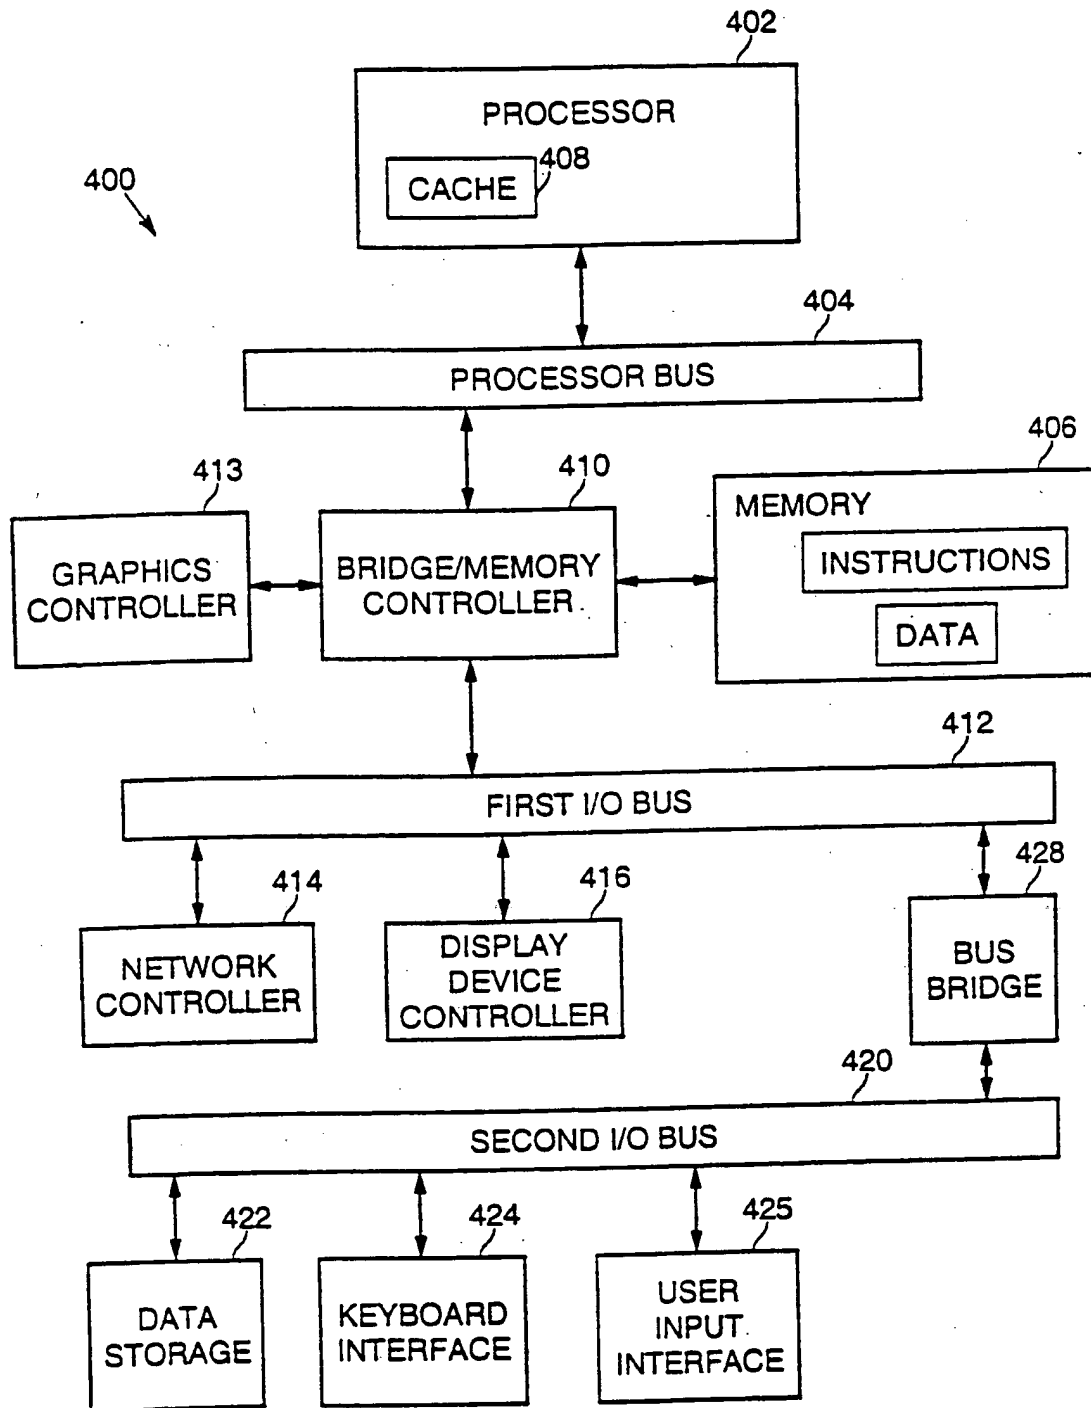 402
PROCESSOR
408
CACHE
400
404
PROCESSOR BUS
406
413
410
MEMORY
GRAPHICS
CONTROLLER
BRIDGE/MEMORY
CONTROLLER
INSTRUCTIONS
DATA
412
FIRST I/O BUS
414
416
428
NETWORK
CONTROLLER
DISPLAY
DEVICE
CONTROLLER
BUS
BRIDGE
420
SECOND I/O BUS
422
424
425
DATA
STORAGE
KEYBOARD
INTERFACE
USER
INPUT
INTERFACE